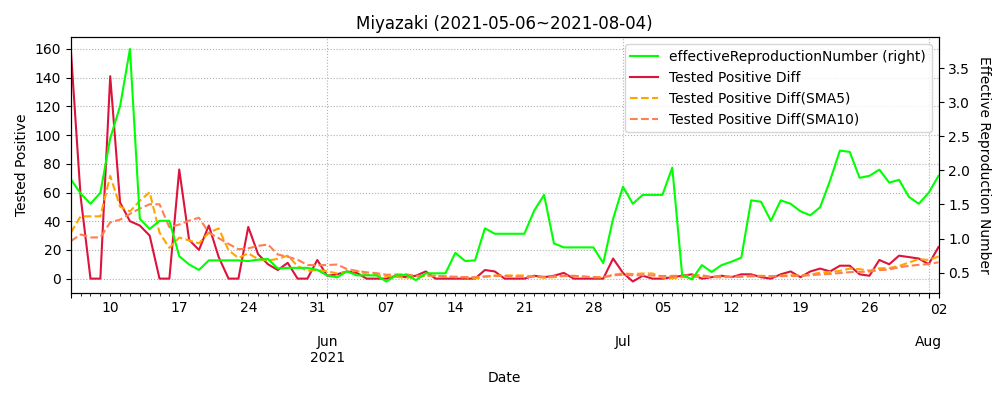 Miyazaki (2021-05-06~2021-08-04)
effectiveReproductionNumber (right)
Tested Positive Diff
Tested Positive Diff(SMA5)
Tested Positive Diff(SMA10)
Tested Positive
160
140
120
100
80
60
40
20
0
3.5
3.0
2.5
2.0
1.5
1.0
0.5
Effective Reproduction Number
10 17 24 31 07 14 21 28 05 12 19 26 02
Jun Jul Aug
2021
Date